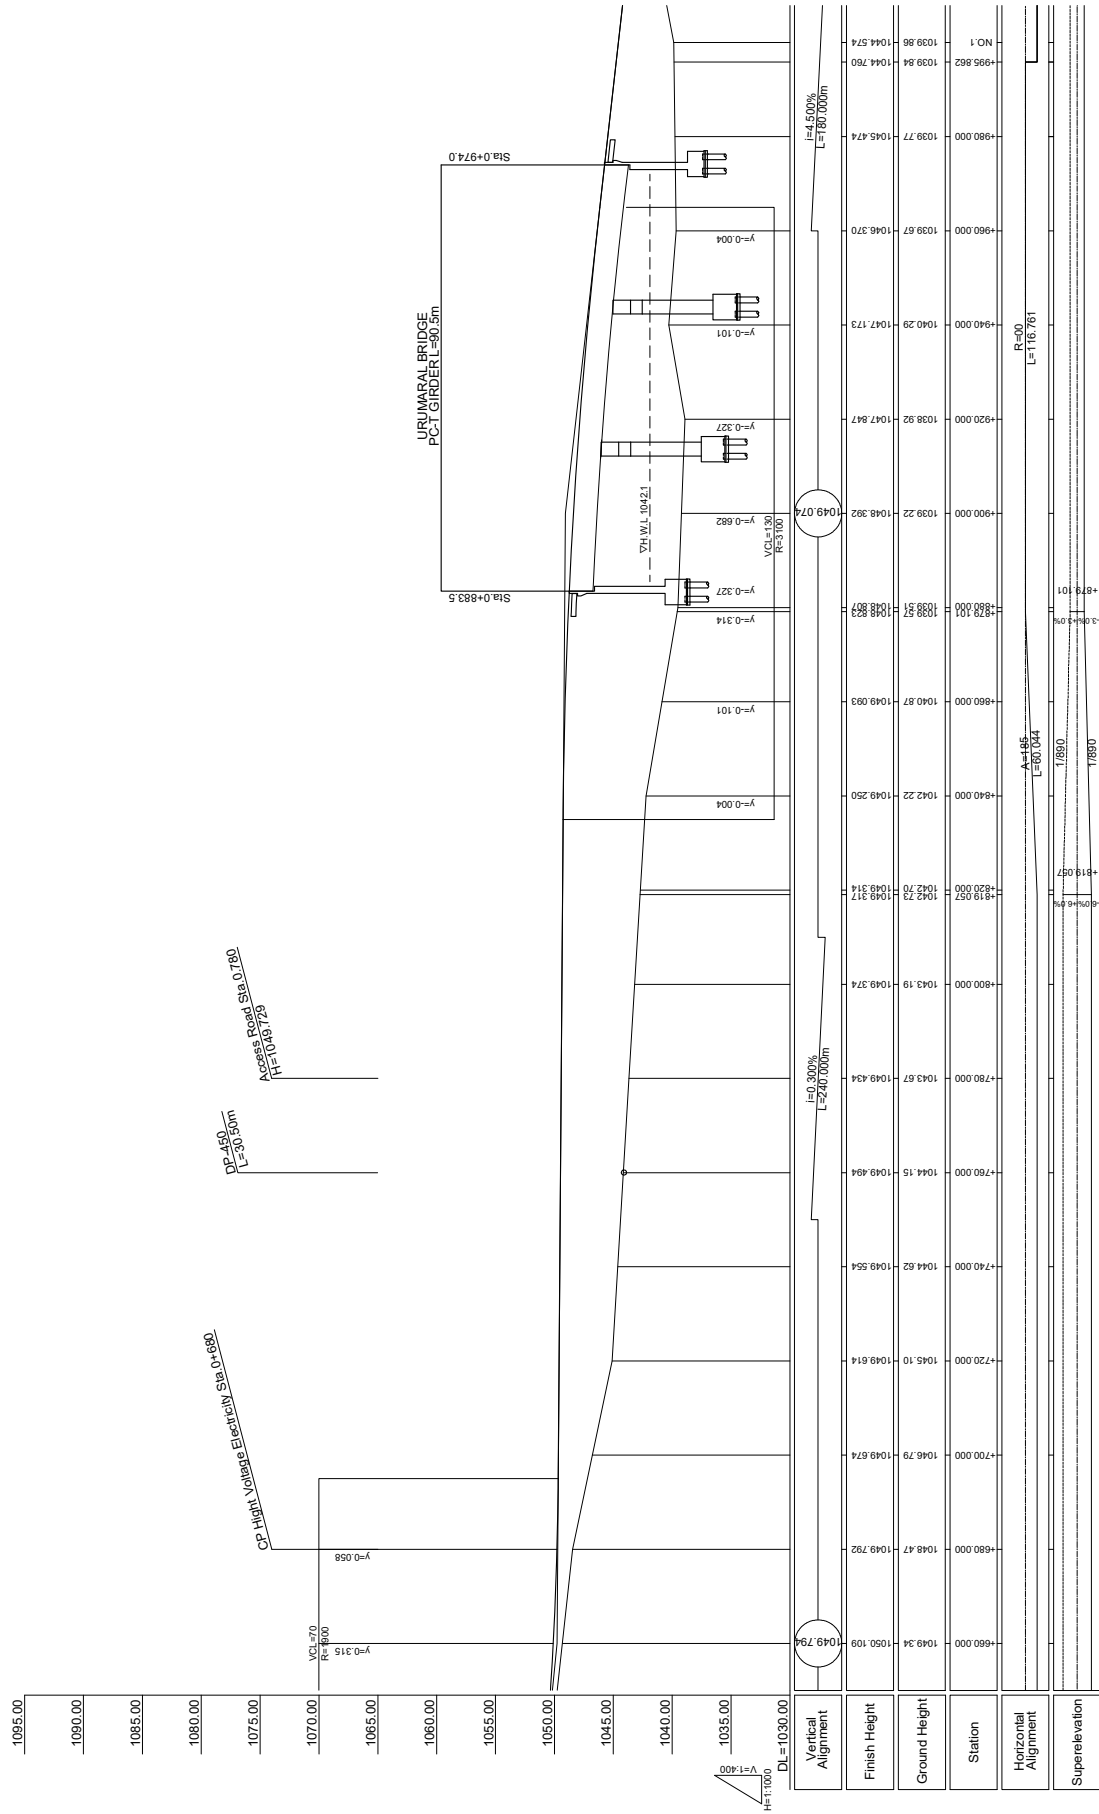 1095.00
1090.00
1085.00
1080.00
1075.00
1070.00
1065.00
1060.00
1055.00
1050.00
1045.00
1040.00
1035.00
DL=1030.00
V=1:400
H=1:1000
CP Hight Voltage Electricity Sta.0+680
DP-450
L=30.50m
Access Road Sta.0.780
H=1049.729
URUMARAL BRIDGE
PC-T GIRDER L=90.5m
Sta.0+883.5
Sta.0+974.0
▽H.W.L 1042.1
VCL=70
R=1900
y=0.315
y=0.058
VCL=130
R=3100
y=-0.004
y=-0.101
y=-0.314
y=-0.327
y=-0.682
y=-0.327
y=-0.101
y=-0.004
Vertical
Alignment
1049.794
i=0.300%
L=240.000m
1049.074
i=4.500%
L=180.000m
Finish Height
1050.109
1049.792
1049.674
1049.614
1049.554
1049.494
1049.434
1049.374
1049.317
1049.314
1049.250
1049.093
1048.823
1048.807
1048.392
1047.847
1047.173
1046.370
1045.474
1044.760
1044.574
Ground Height
1049.34
1048.47
1046.79
1045.10
1044.62
1044.15
1043.67
1043.19
1042.73
1042.70
1042.22
1040.87
1039.57
1039.51
1039.22
1038.92
1040.29
1039.67
1039.77
1039.84
1039.86
Station
+660.000
+680.000
+700.000
+720.000
+740.000
+760.000
+780.000
+800.000
+819.057
+820.000
+840.000
+860.000
+879.101
+880.000
+900.000
+920.000
+940.000
+960.000
+980.000
+995.862
NO.1
Horizontal
Alignment
A=185
L=60.044
R=00
L=116.761
Superelevation
-6.0%
+6.0%
+819.057
1/890
1/890
-3.0%
+3.0%
+879.101